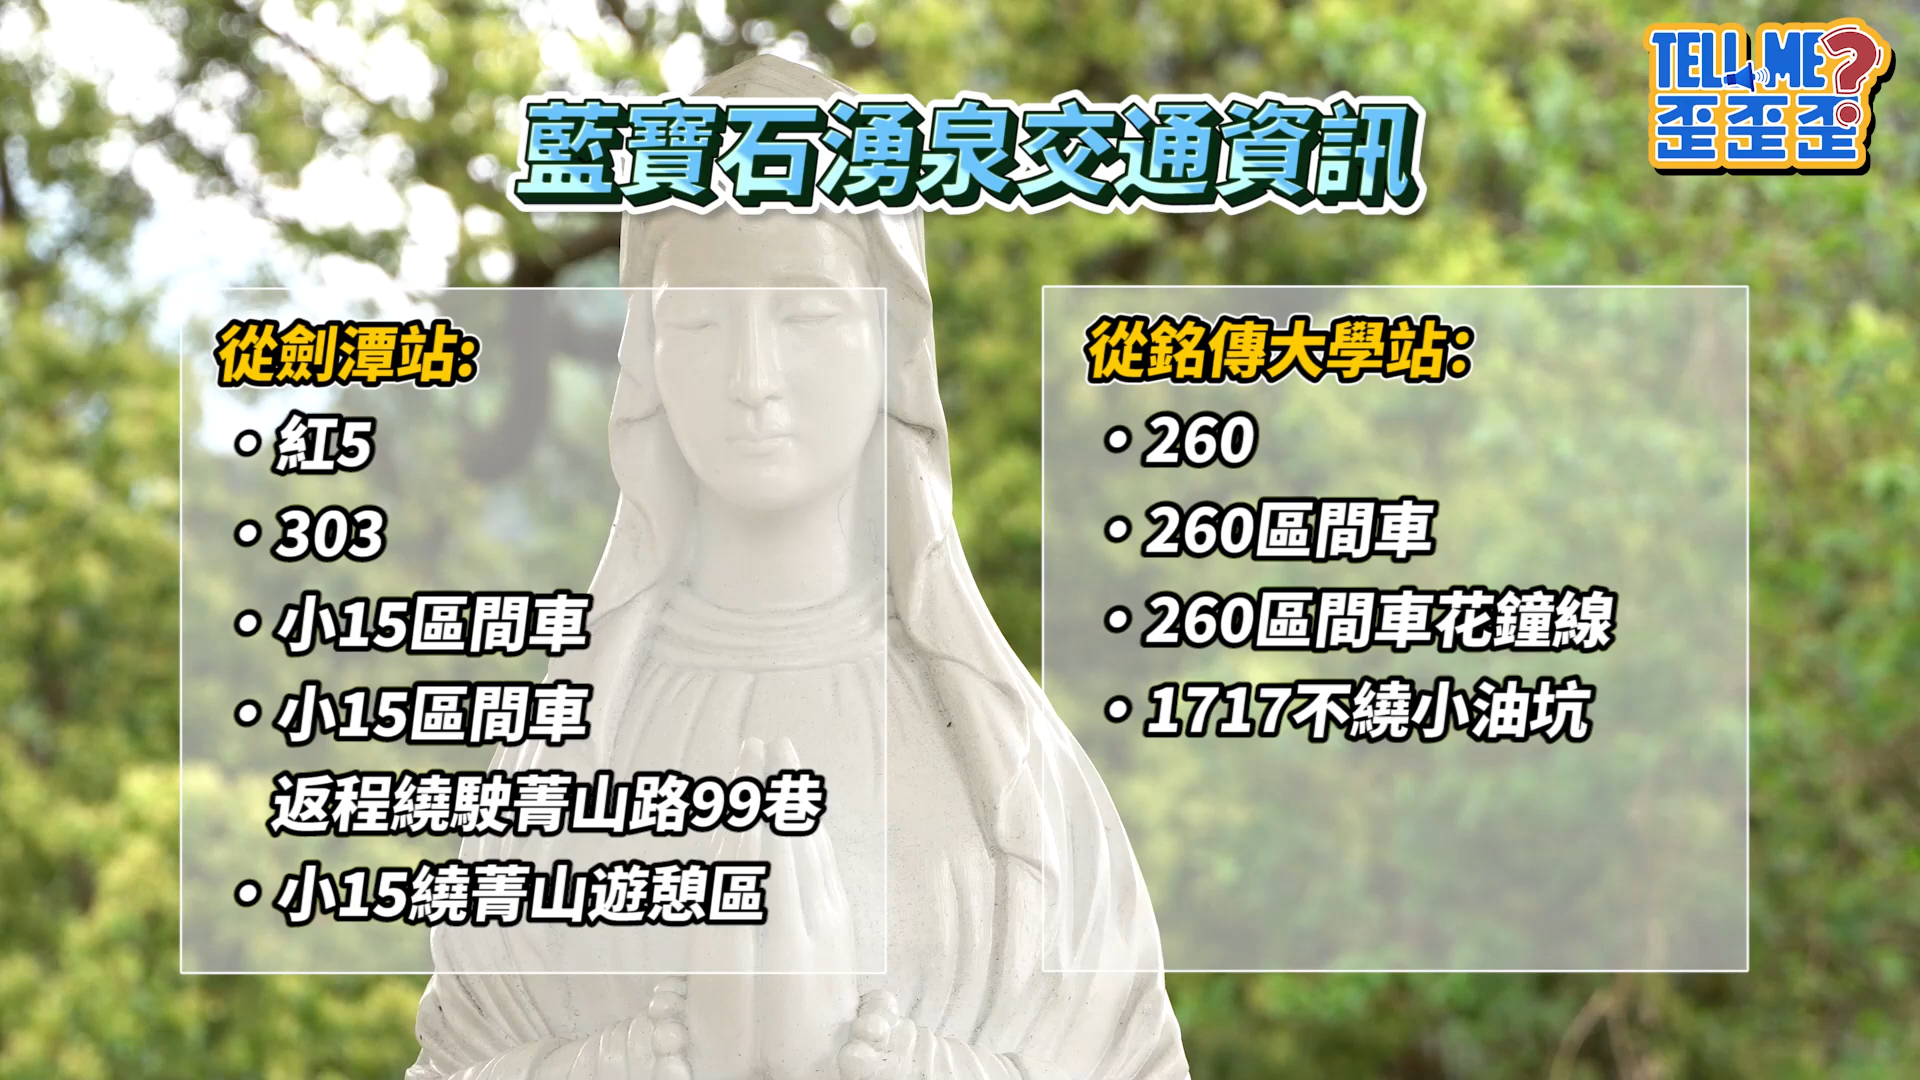 藍寶石湧泉交通資訊
TELL ME?
歪歪歪
從劍潭站:
•紅5
•303
•小15區間車
•小15區間車
返程繞駛菁山路99巷
•小15繞菁山遊憩區
從銘傳大學站:
•260
•260區間車
•260區間車花鐘線
•1717不繞小油坑